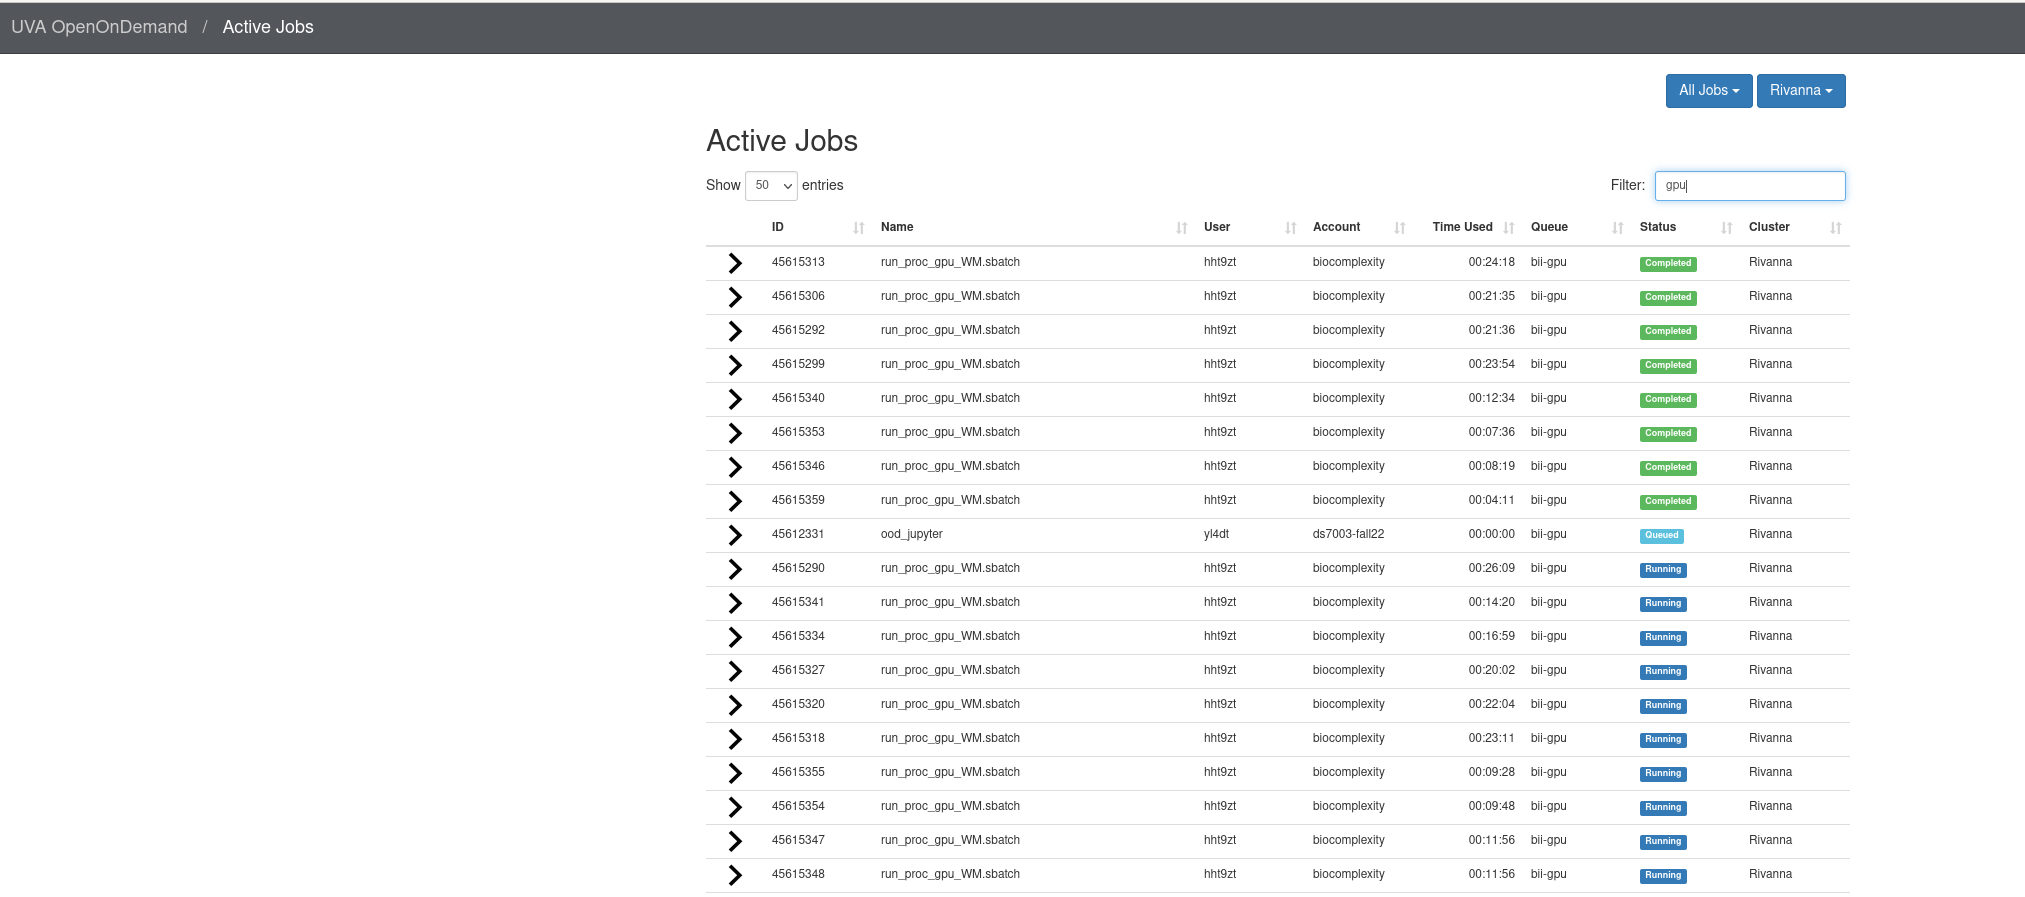 UVA OpenOnDemand / Active Jobs
All Jobs Rivanna
Active Jobs
Show 50 entries Filter: gpu
ID Name User Account Time Used Queue Status Cluster
45615313 run_proc_gpu_WM.sbatch hht9zt biocomplexity 00:24:18 bii-gpu Completed Rivanna
45615306 run_proc_gpu_WM.sbatch hht9zt biocomplexity 00:21:35 bii-gpu Completed Rivanna
45615292 run_proc_gpu_WM.sbatch hht9zt biocomplexity 00:21:36 bii-gpu Completed Rivanna
45615299 run_proc_gpu_WM.sbatch hht9zt biocomplexity 00:23:54 bii-gpu Completed Rivanna
45615340 run_proc_gpu_WM.sbatch hht9zt biocomplexity 00:12:34 bii-gpu Completed Rivanna
45615353 run_proc_gpu_WM.sbatch hht9zt biocomplexity 00:07:36 bii-gpu Completed Rivanna
45615346 run_proc_gpu_WM.sbatch hht9zt biocomplexity 00:08:19 bii-gpu Completed Rivanna
45615359 run_proc_gpu_WM.sbatch hht9zt biocomplexity 00:04:11 bii-gpu Completed Rivanna
45612331 ood_jupyter yl4dt ds7003-fall22 00:00:00 bii-gpu Queued Rivanna
45615290 run_proc_gpu_WM.sbatch hht9zt biocomplexity 00:26:09 bii-gpu Running Rivanna
45615341 run_proc_gpu_WM.sbatch hht9zt biocomplexity 00:14:20 bii-gpu Running Rivanna
45615334 run_proc_gpu_WM.sbatch hht9zt biocomplexity 00:16:59 bii-gpu Running Rivanna
45615327 run_proc_gpu_WM.sbatch hht9zt biocomplexity 00:20:02 bii-gpu Running Rivanna
45615320 run_proc_gpu_WM.sbatch hht9zt biocomplexity 00:22:04 bii-gpu Running Rivanna
45615318 run_proc_gpu_WM.sbatch hht9zt biocomplexity 00:23:11 bii-gpu Running Rivanna
45615355 run_proc_gpu_WM.sbatch hht9zt biocomplexity 00:09:28 bii-gpu Running Rivanna
45615354 run_proc_gpu_WM.sbatch hht9zt biocomplexity 00:09:48 bii-gpu Running Rivanna
45615347 run_proc_gpu_WM.sbatch hht9zt biocomplexity 00:11:56 bii-gpu Running Rivanna
45615348 run_proc_gpu_WM.sbatch hht9zt biocomplexity 00:11:56 bii-gpu Running Rivanna